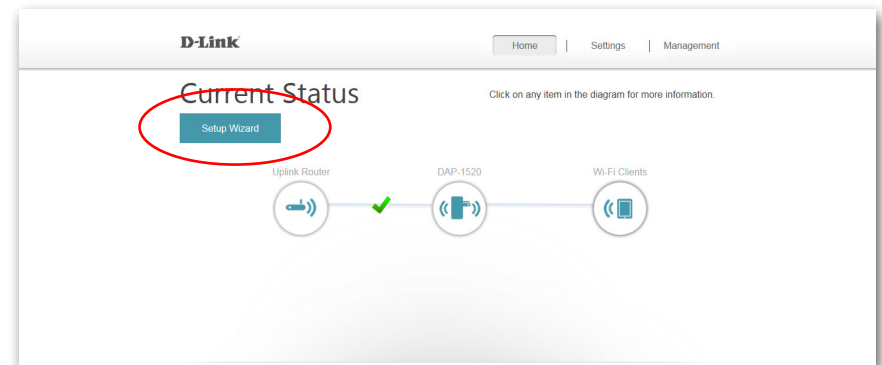 D-Link
Home | Settings | Management
Current Status
Click on any item in the diagram for more information.
Setup Wizard
Uplink Router
DAP-1520
Wi-Fi Clients